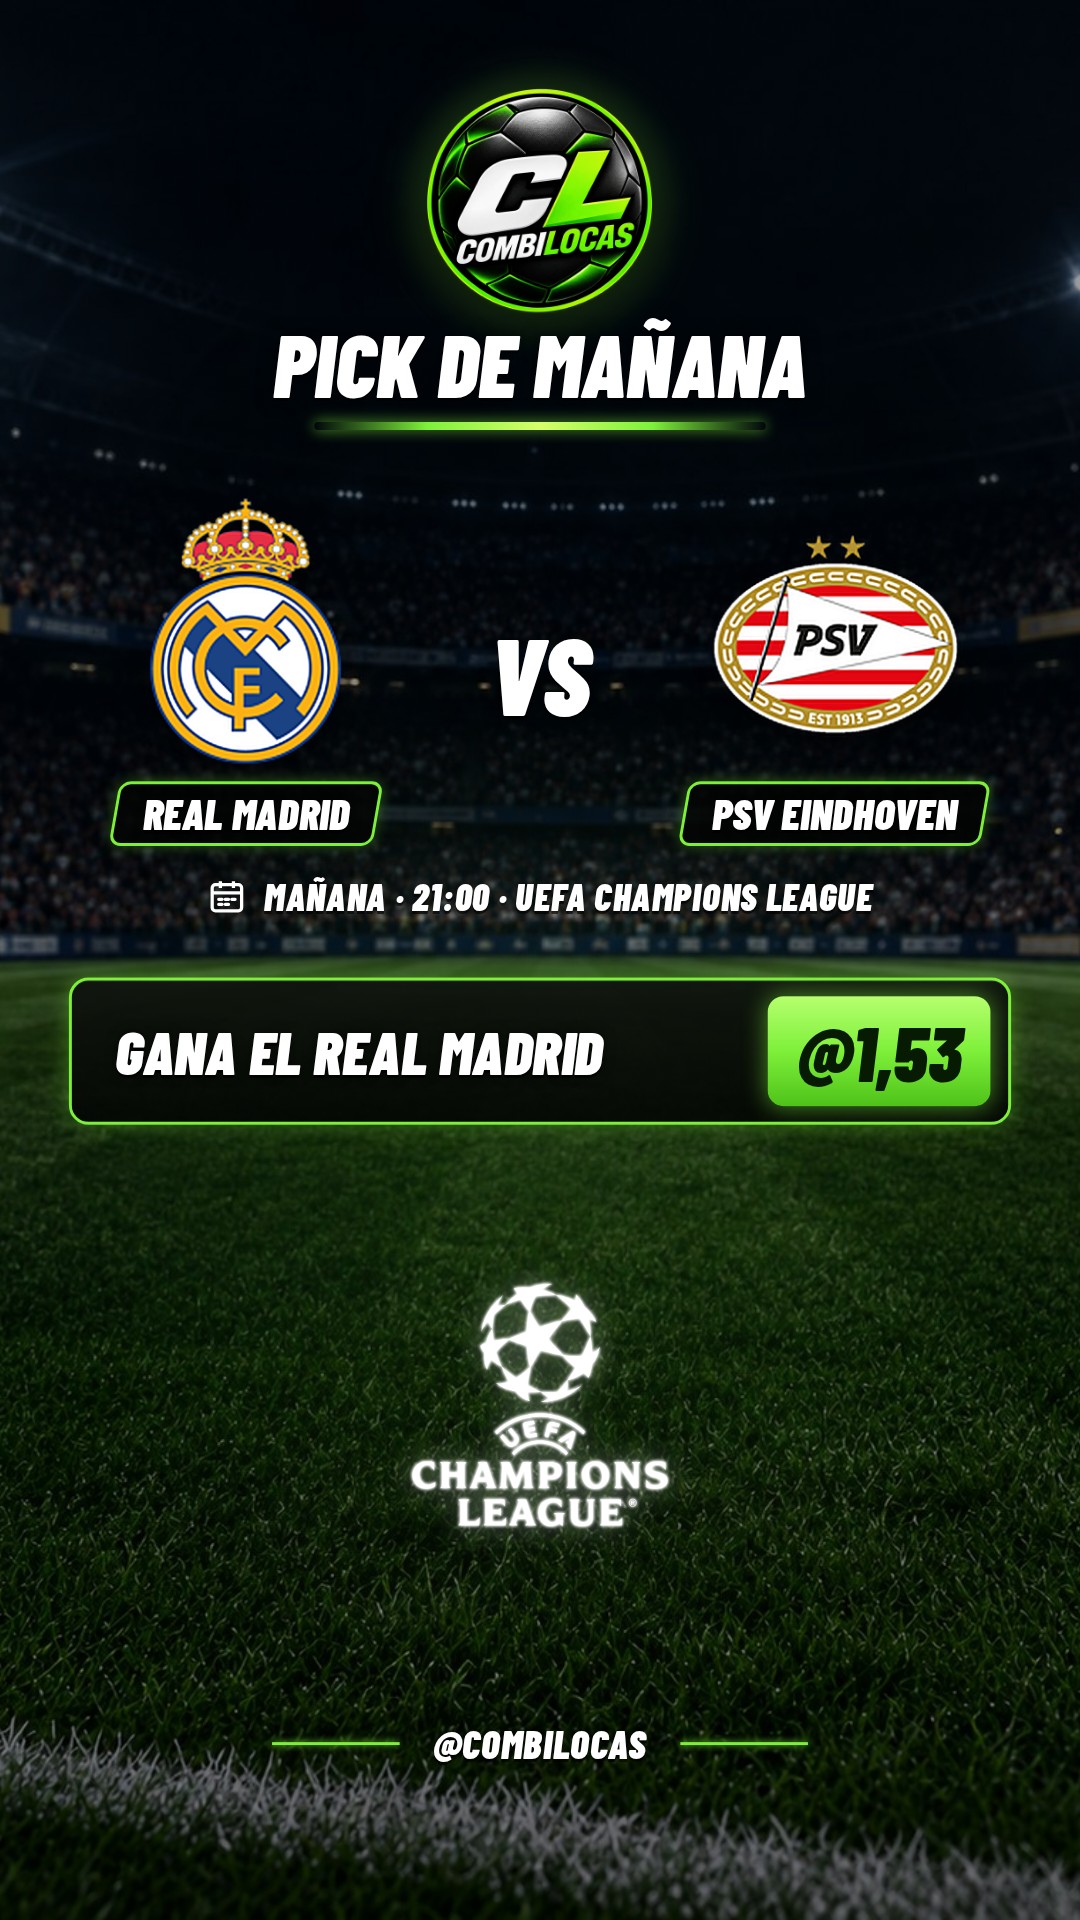 CL
COMBILOCAS
PICK DE MAÑANA
PSV
EST 1913
VS
REAL MADRID
PSV EINDHOVEN
MAÑANA · 21:00 · UEFA CHAMPIONS LEAGUE
GANA EL REAL MADRID
@1,53
UEFA
CHAMPIONS
LEAGUE®
@COMBILOCAS